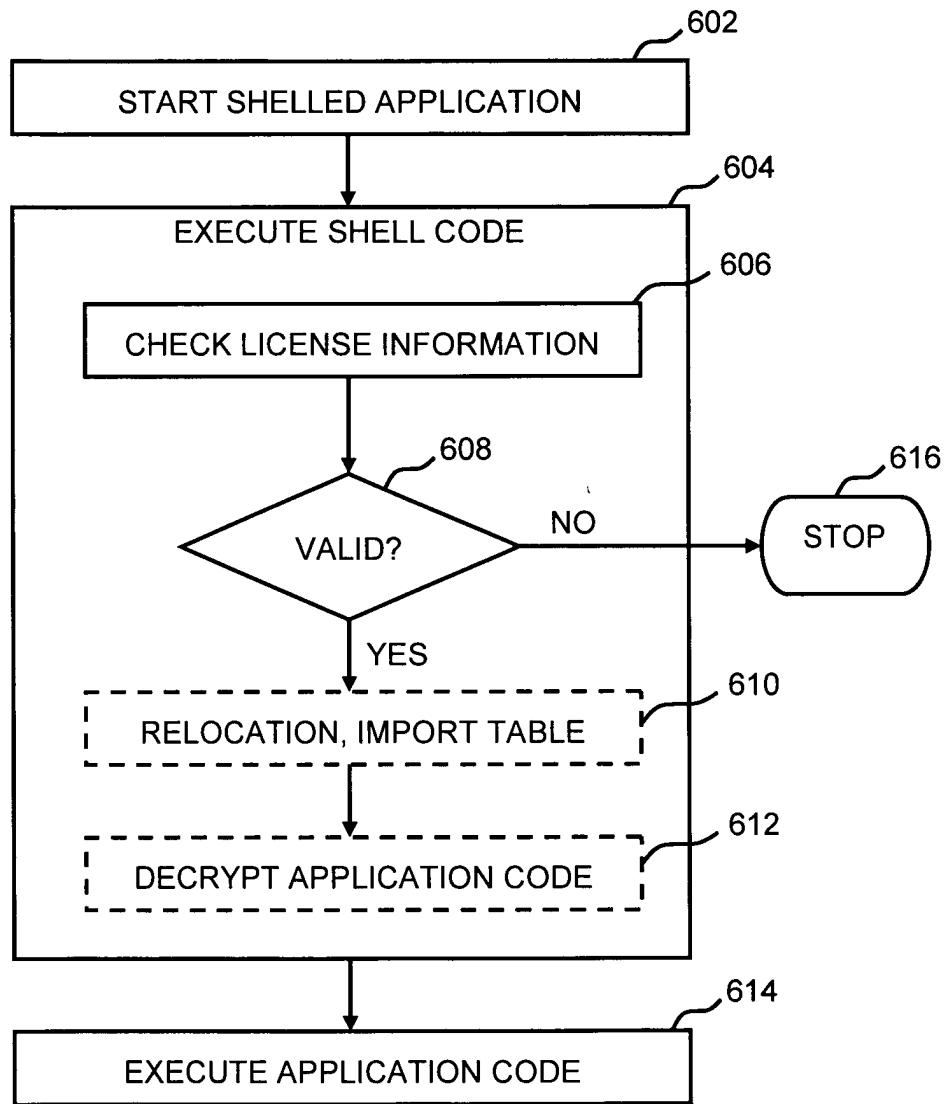 602
START SHELLED APPLICATION
604
EXECUTE SHELL CODE
606
CHECK LICENSE INFORMATION
608
616
VALID?
NO
STOP
YES
610
RELOCATION, IMPORT TABLE
612
DECRYPT APPLICATION CODE
614
EXECUTE APPLICATION CODE